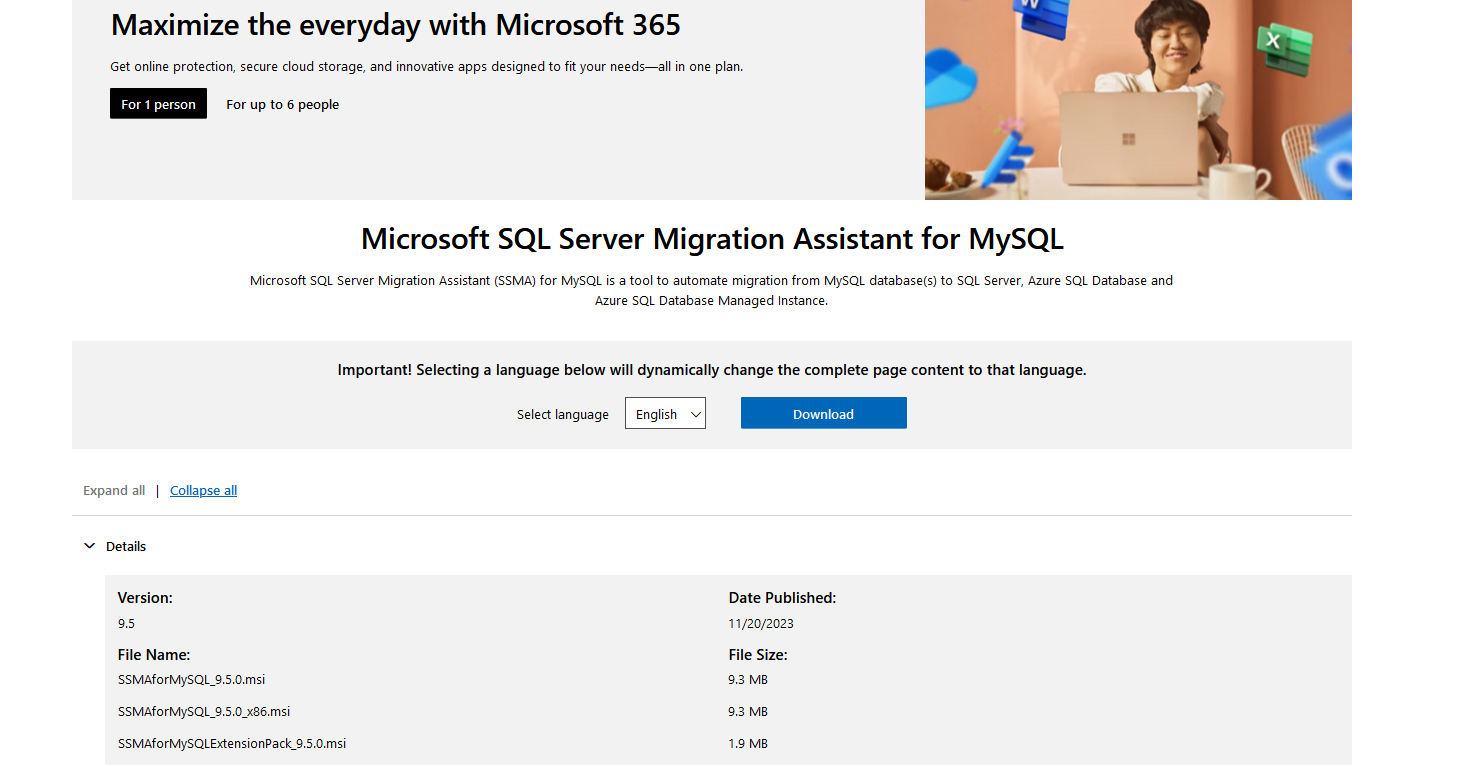 Maximize the everyday with Microsoft 365
Get online protection, secure cloud storage, and innovative apps designed to fit your needs—all in one plan.
For 1 person
For up to 6 people
W
X
Microsoft SQL Server Migration Assistant for MySQL
Microsoft SQL Server Migration Assistant (SSMA) for MySQL is a tool to automate migration from MySQL database(s) to SQL Server, Azure SQL Database and
Azure SQL Database Managed Instance.
Important! Selecting a language below will dynamically change the complete page content to that language.
Select language
English
Download
Expand all | Collapse all
Details
Version:
Date Published:
9.5
11/20/2023
File Name:
File Size:
SSMAforMySQL_9.5.0.msi
9.3 MB
SSMAforMySQL_9.5.0_x86.msi
9.3 MB
SSMAforMySQLExtensionPack_9.5.0.msi
1.9 MB